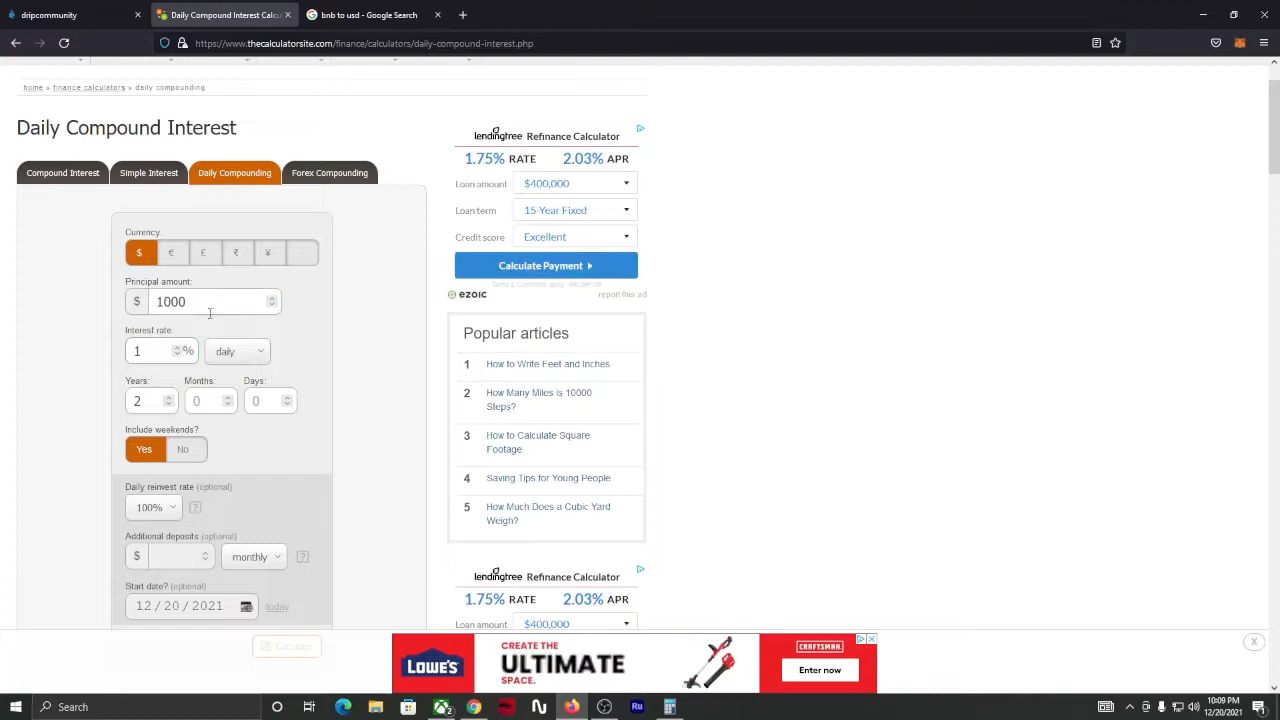 dripcommunity
Daily Compound Interest Calcul
bnb to usd - Google Search
https://www.thecalculatorsite.com/finance/calculators/daily-compound-interest.php
home » finance calculators » daily compounding
Daily Compound Interest
Compound Interest
Simple Interest
Daily Compounding
Forex Compounding
Currency
$ € £ ₹ ¥
Principal amount:
$ 1000
Interest rate:
1 % daily
Years: Months: Days:
2 0 0
Include weekends?
Yes No
Daily reinvest rate (optional)
100% ?
Additional deposits: (optional)
$ monthly ?
Start date? (optional)
12 / 20 / 2021 today
Calculate
lendingtree Refinance Calculator
1.75% RATE 2.03% APR
Loan amount $400,000
Loan term 15-Year Fixed
Credit score Excellent
Calculate Payment
ezoic report this ad
Popular articles
1 How to Write Feet and Inches
2 How Many Miles is 10000
Steps?
3 How to Calculate Square
Footage
4 Saving Tips for Young People
5 How Much Does a Cubic Yard
Weigh?
lendingtree Refinance Calculator
1.75% RATE 2.03% APR
Loan amount $400,000
LOWE'S
CREATE THE
ULTIMATE
SPACE.
CRAFTSMAN
Enter now
X
Search
Ru
10:09 PM
12/20/2021